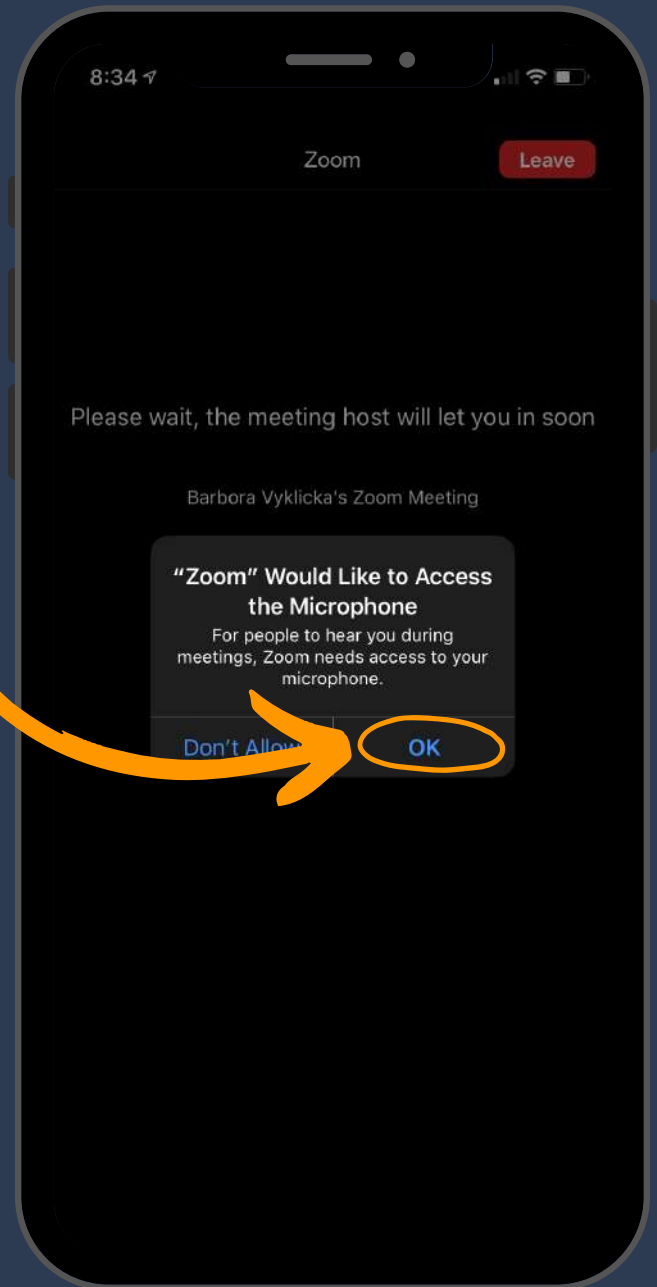 8:34
Zoom
Leave
Please wait, the meeting host will let you in soon
Barbora Vyklicka's Zoom Meeting
“Zoom” Would Like to Access
the Microphone
For people to hear you during
meetings, Zoom needs access to your
microphone.
Don't Allow
OK